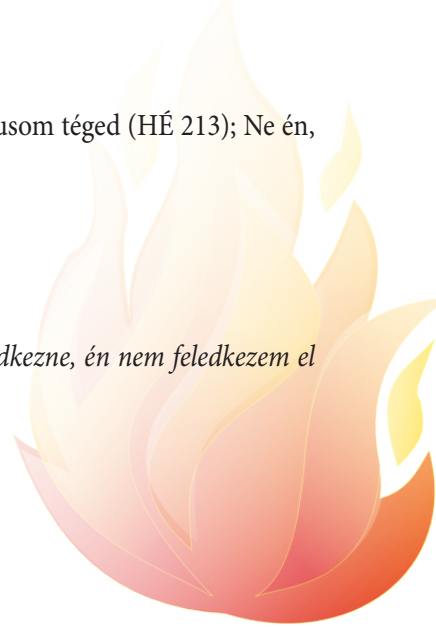 usom téged (HÉ 213); Ne én,
dkezne, én nem feledkezem el